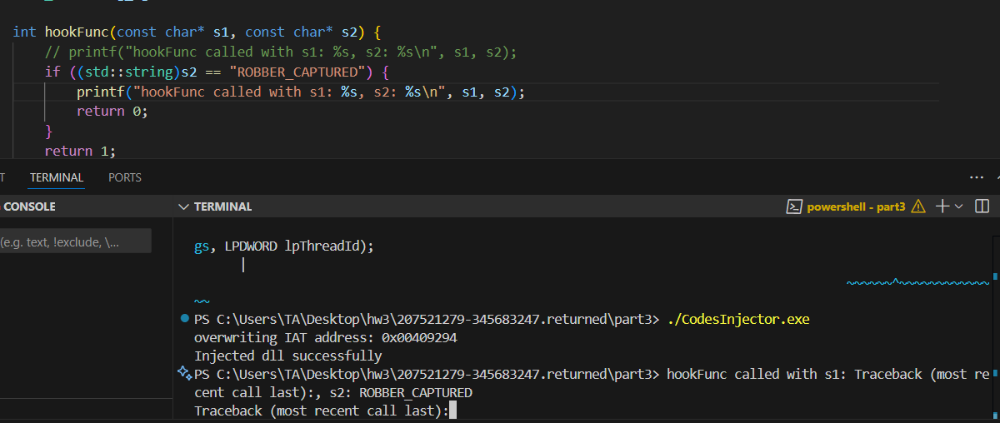 int hookFunc(const char* s1, const char* s2) {
// printf("hookFunc called with s1: %s, s2: %s\n", s1, s2);
if ((std::string)s2 == "ROBBER_CAPTURED") {
printf("hookFunc called with s1: %s, s2: %s\n", s1, s2);
return 0;
}
return 1;
T TERMINAL PORTS ...
CONSOLE
(e.g. text, !exclude, \...
TERMINAL powershell - part3
gs, LPDWORD lpThreadId);
|
~~~~~~^~~~~~~~~~~~~
~~
PS C:\Users\TA\Desktop\hw3\207521279-345683247.returned\part3> ./CodesInjector.exe
overwriting IAT address: 0x00409294
Injected dll successfully
PS C:\Users\TA\Desktop\hw3\207521279-345683247.returned\part3> hookFunc called with s1: Traceback (most re
cent call last):, s2: ROBBER_CAPTURED
Traceback (most recent call last):